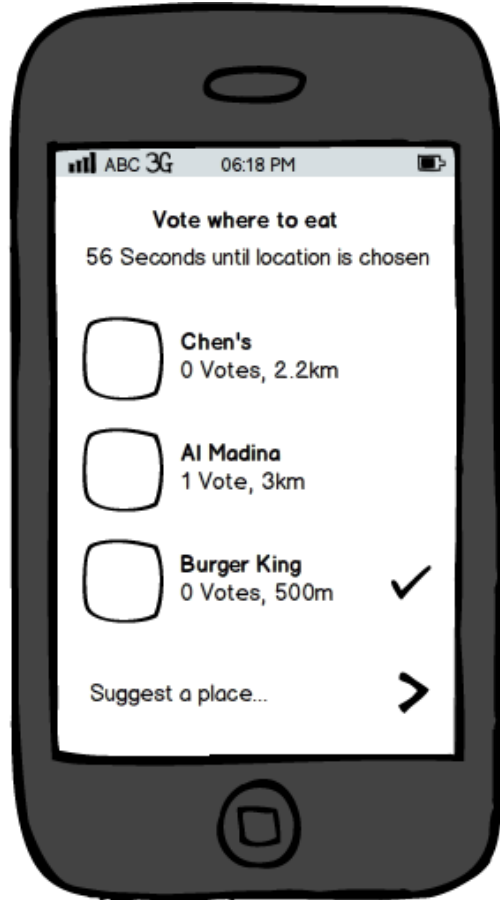 ABC 3G 06:18 PM
Vote where to eat
56 Seconds until location is chosen
Chen's
0 Votes, 2.2km
Al Madina
1 Vote, 3km
Burger King
0 Votes, 500m
Suggest a place...